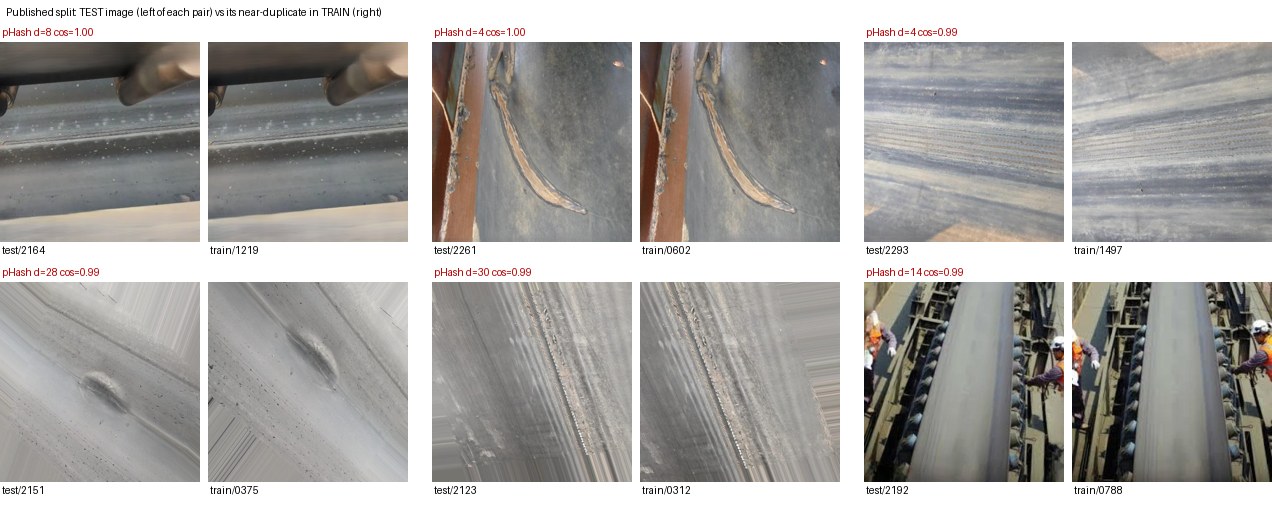 Published split: TEST image (left of each pair) vs its near-duplicate in TRAIN (right)
pHash d=8 cos=1.00
pHash d=4 cos=1.00
pHash d=4 cos=0.99
test/2164
train/1219
test/2261
train/0602
test/2293
train/1497
pHash d=28 cos=0.99
pHash d=30 cos=0.99
pHash d=14 cos=0.99
test/2151
train/0375
test/2123
train/0312
test/2192
train/0788